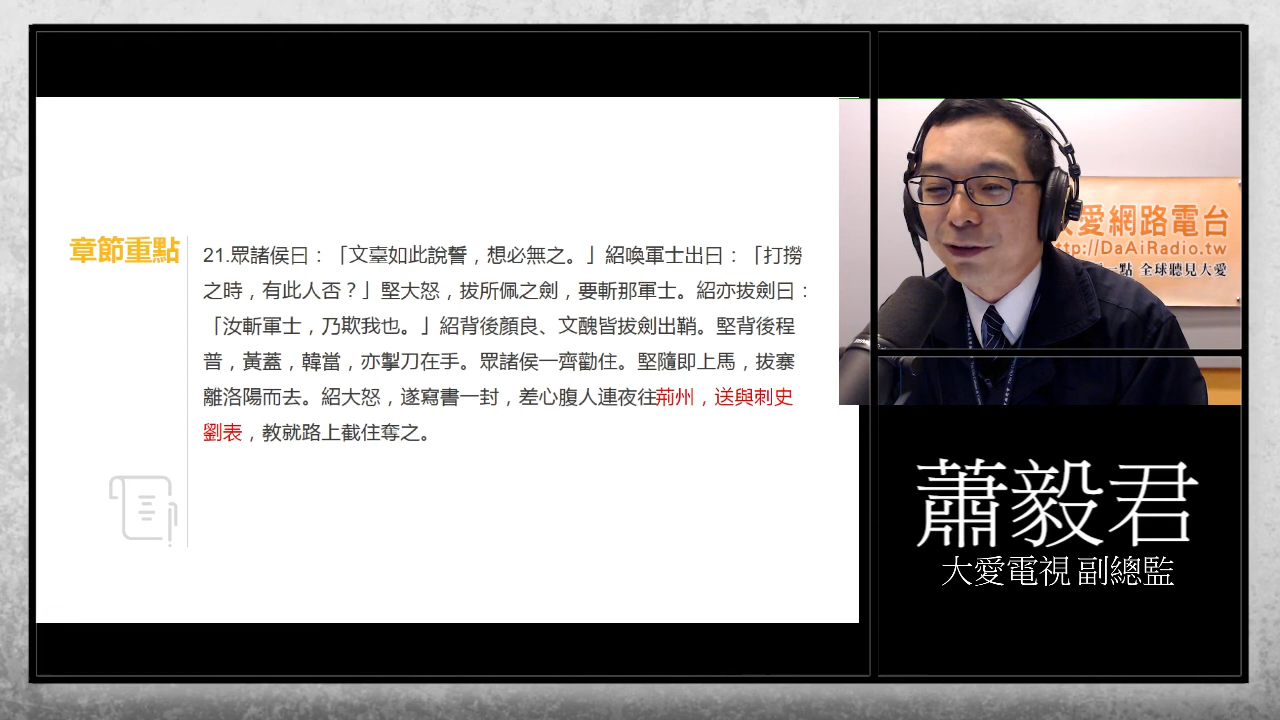 章節重點
21.眾諸侯曰：「文臺如此說誓，想必無之。」紹喚軍士出曰：「打撈
之時，有此人否？」堅大怒，拔所佩之劍，要斬那軍士。紹亦拔劍曰：
「汝斬軍士，乃欺我也。」紹背後顏良、文醜皆拔劍出鞘。堅背後程
普，黃蓋，韓當，亦掣刀在手。眾諸侯一齊勸住。堅隨即上馬，拔寨
離洛陽而去。紹大怒，遂寫書一封，差心腹人連夜往荊州，送與刺史
劉表，教就路上截住奪之。
愛網路電台
ttp://DaAiRadio.tw
一點 全球聽見大愛
蕭毅君
大愛電視 副總監